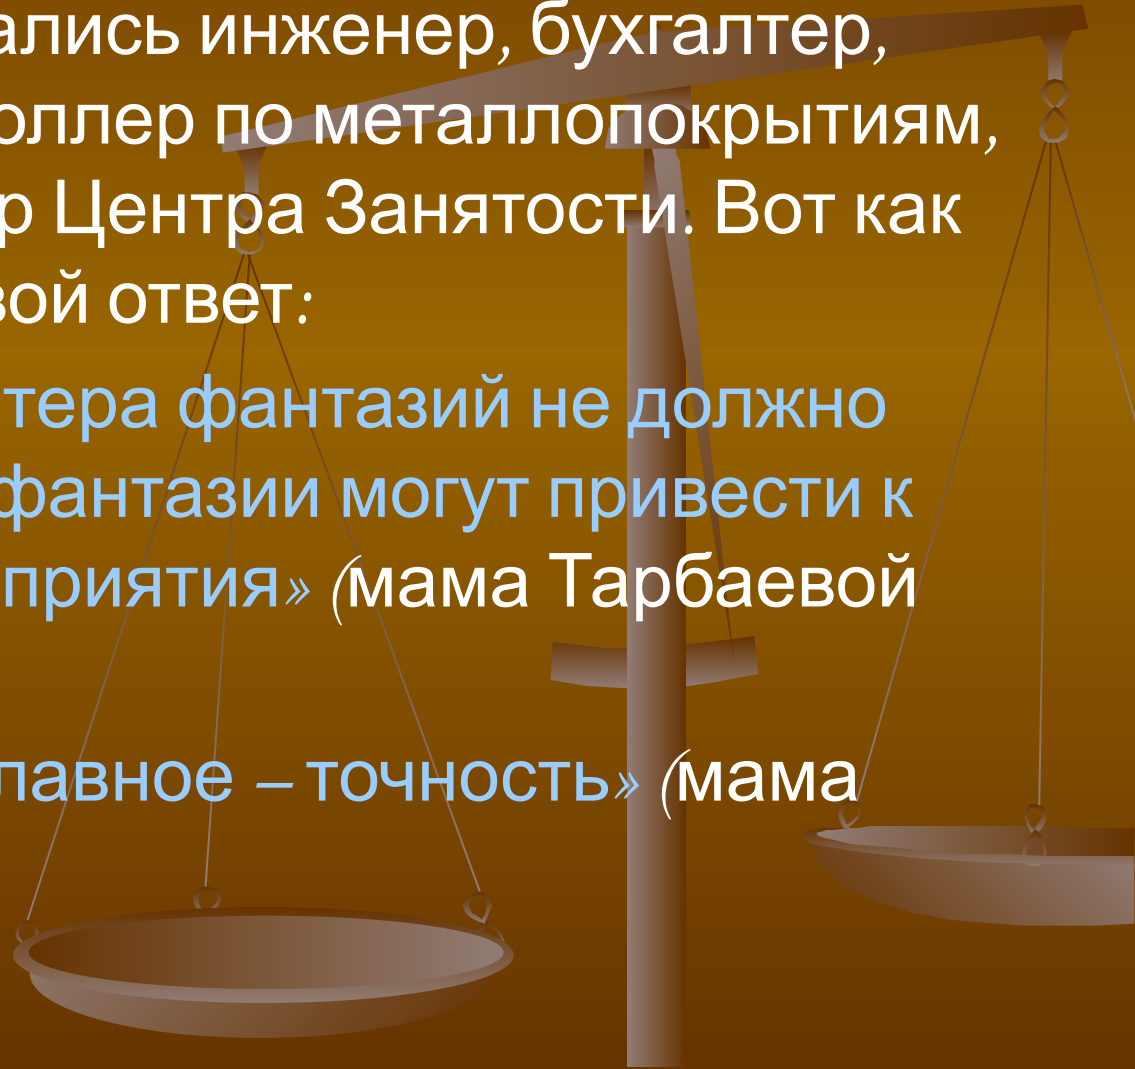 ались инженер, бухгалтер,
оллер по металлопокрытиям,
р Центра Занятости. Вот как
вой ответ:
тера фантазий не должно
фантазии могут привести к
приятия» (мама Тарбаевой
лавное – точность» (мама